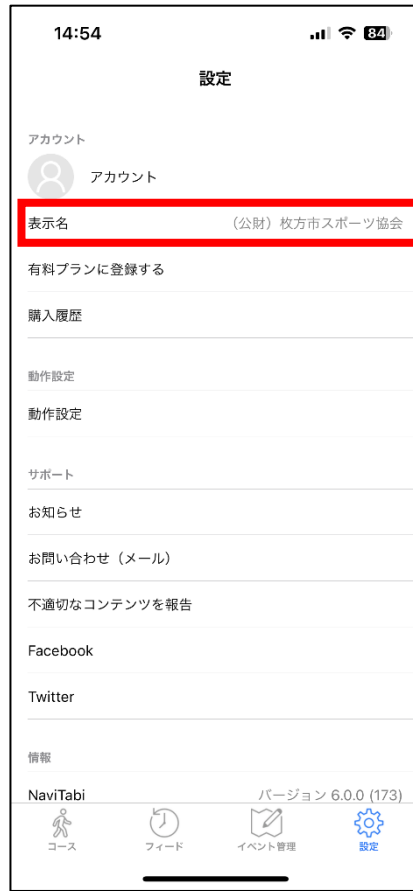 14:54
84
設定
アカウント
アカウント
表示名 （公財）枚方市スポーツ協会
有料プランに登録する
購入履歴
動作設定
動作設定
サポート
お知らせ
お問い合わせ（メール）
不適切なコンテンツを報告
Facebook
Twitter
情報
NaviTabi バージョン 6.0.0 (173)
コース フィード イベント管理 設定